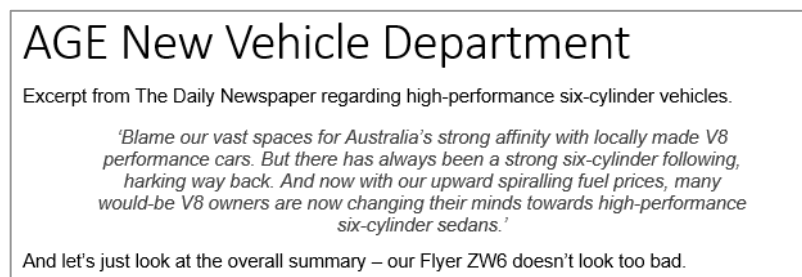 AGE New Vehicle Department
Excerpt from The Daily Newspaper regarding high-performance six-cylinder vehicles.
‘Blame our vast spaces for Australia’s strong affinity with locally made V8
performance cars. But there has always been a strong six-cylinder following,
harking way back. And now with our upward spiralling fuel prices, many
would-be V8 owners are now changing their minds towards high-performance
six-cylinder sedans.’
And let’s just look at the overall summary – our Flyer ZW6 doesn’t look too bad.